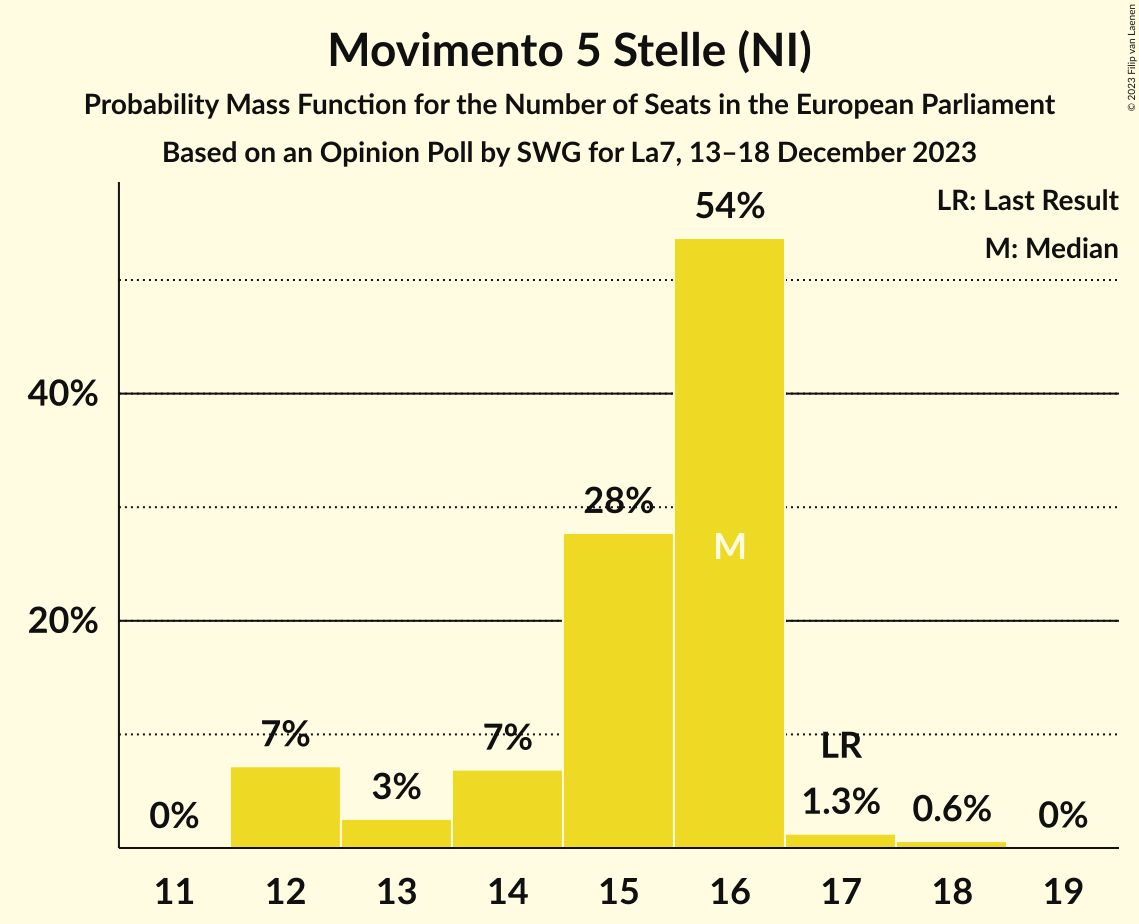 Movimento 5 Stelle (NI)
Probability Mass Function for the Number of Seats in the European Parliament
Based on an Opinion Poll by SWG for La7, 13–18 December 2023
© 2023 Filip van Laenen
LR: Last Result
M: Median
54%
40%
28%
M
20%
7%
7%
LR
3%
1.3%
0.6%
0%
0%
11 12 13 14 15 16 17 18 19